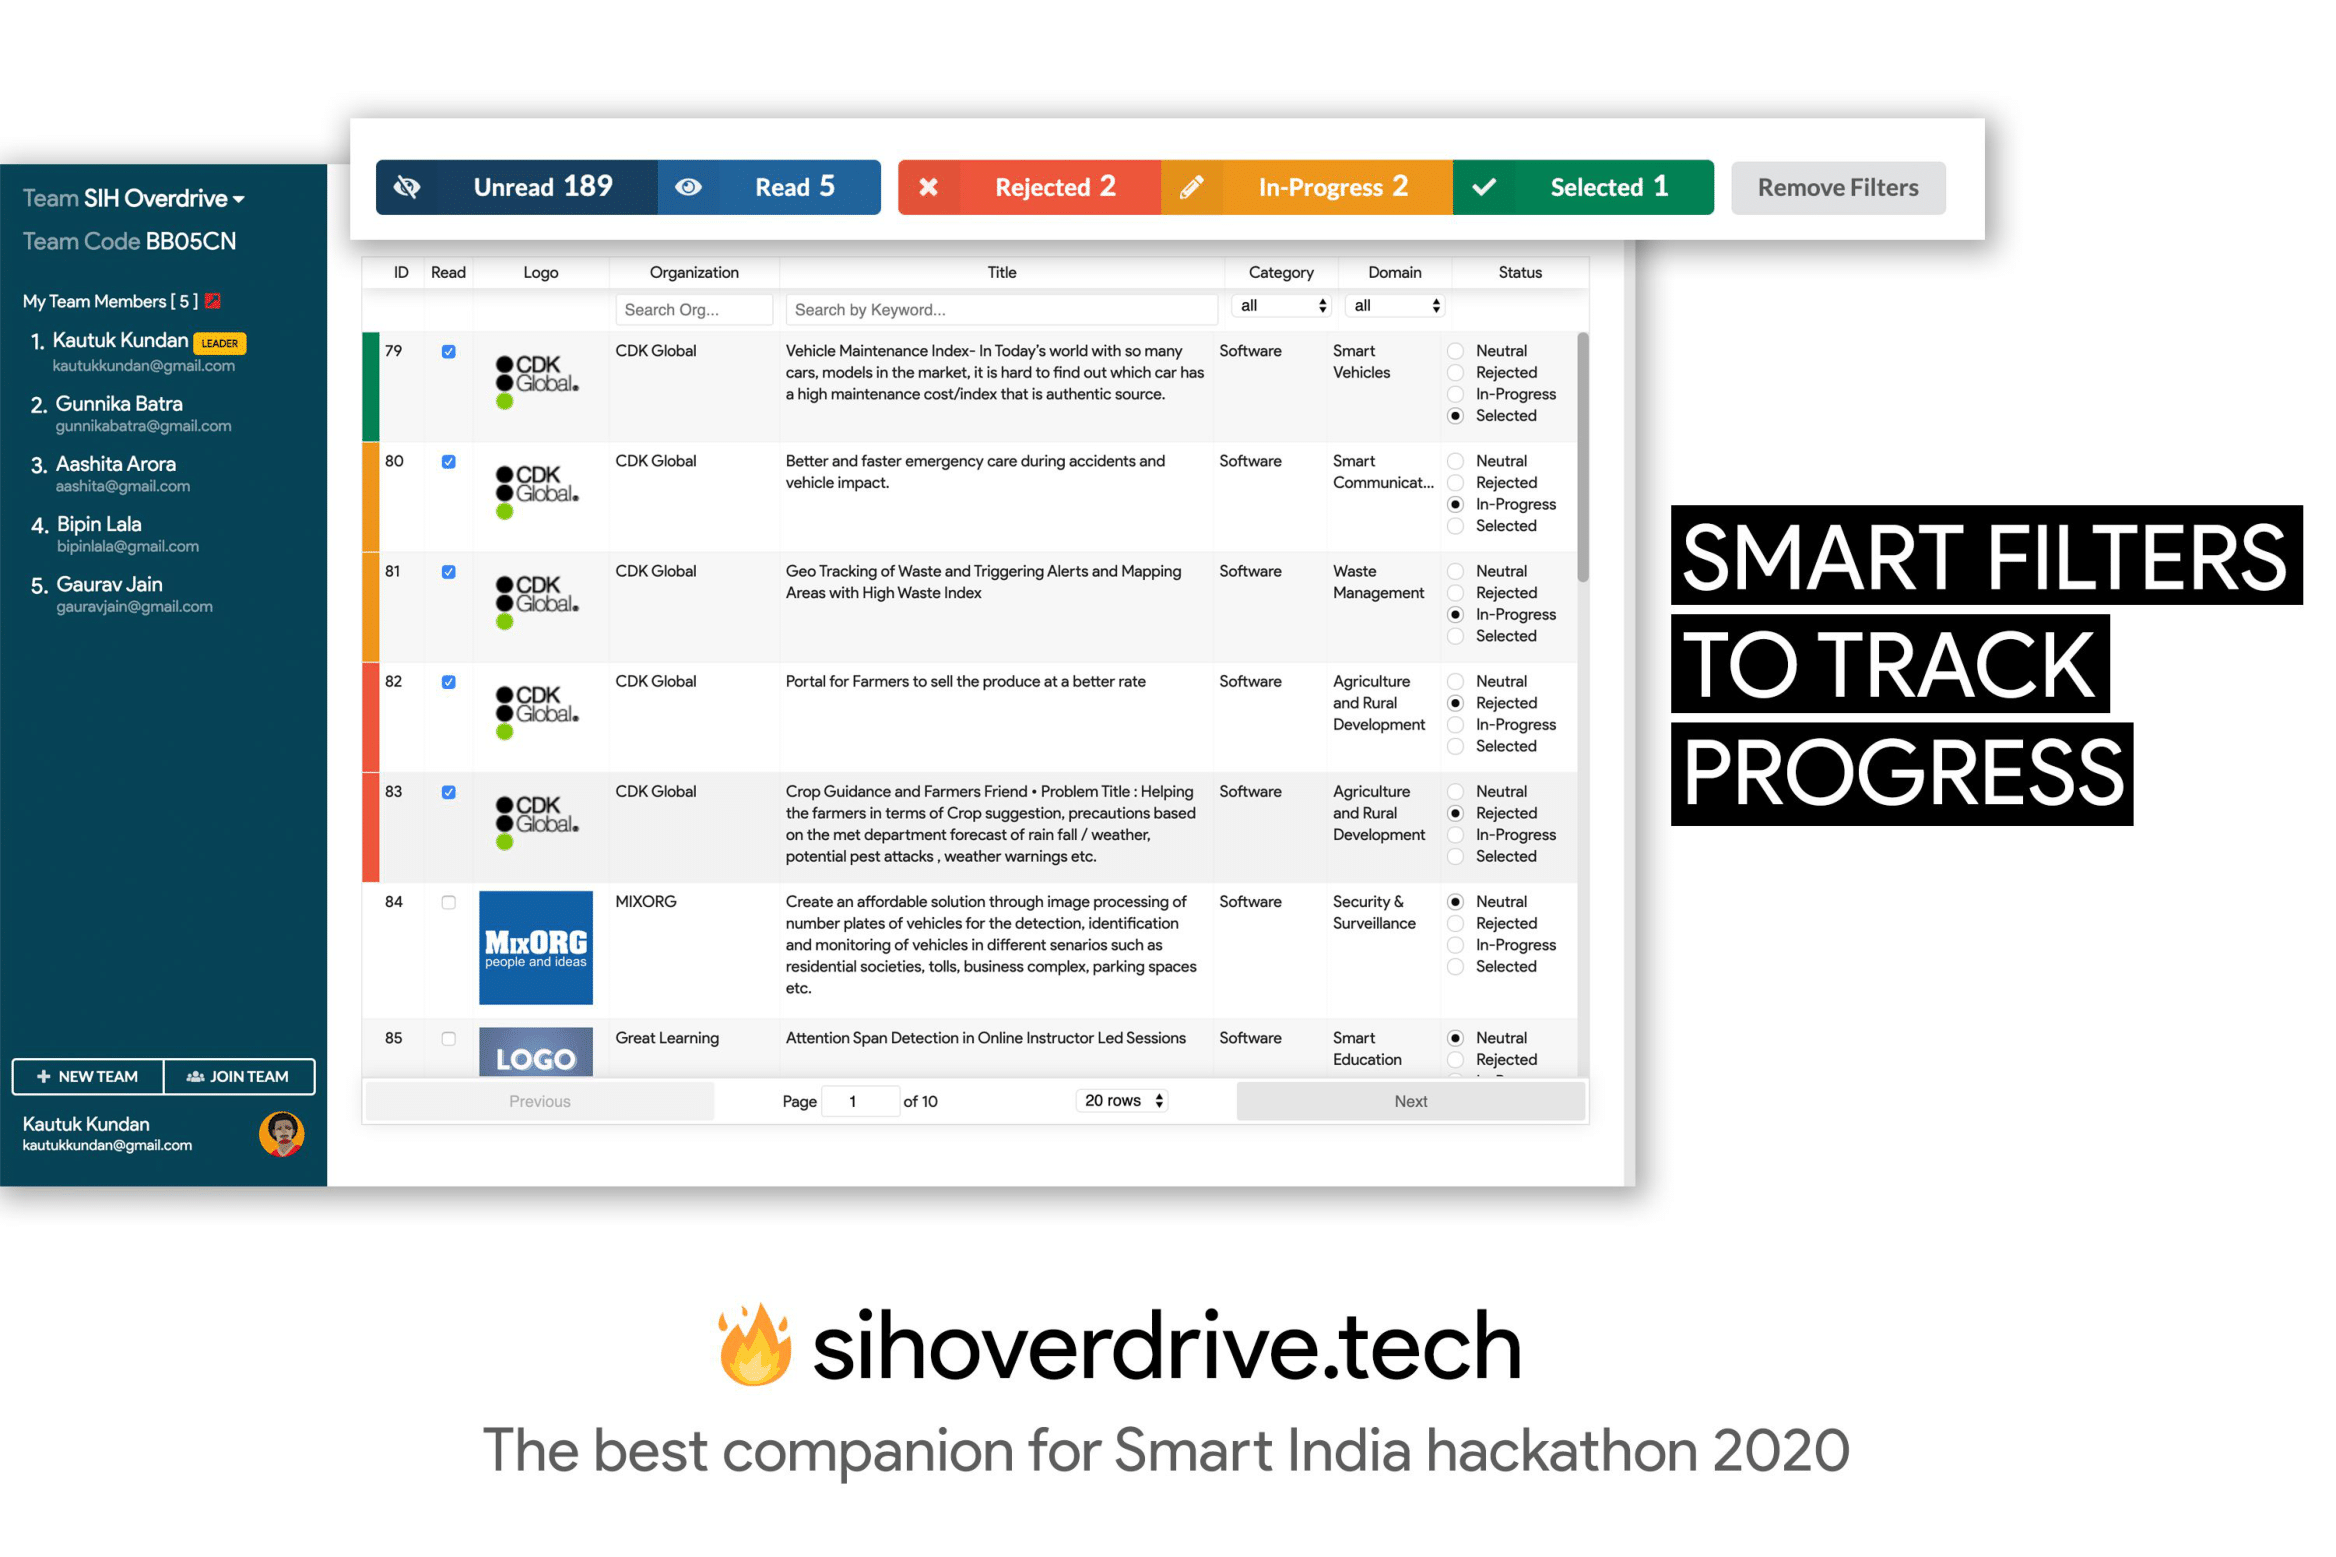 Unread 189 Read 5 Rejected 2 In-Progress 2 Selected 1 Remove Filters
Team SIH Overdrive
Team Code BB05CN
My Team Members [ 5 ]
1. Kautuk Kundan LEADER
kautukkundan@gmail.com
2. Gunnika Batra
gunnikabatra@gmail.com
3. Aashita Arora
aashita@gmail.com
4. Bipin Lala
bipinlala@gmail.com
5. Gaurav Jain
gauravjain@gmail.com
NEW TEAM JOIN TEAM
Kautuk Kundan
kautukkundan@gmail.com
ID Read Logo Organization Title Category Domain Status
Search Org... Search by Keyword... all all
79 CDK Global. CDK Global Vehicle Maintenance Index- In Today's world with so many Software Smart Neutral
cars, models in the market, it is hard to find out which car has Vehicles Rejected
a high maintenance cost/index that is authentic source. In-Progress
Selected
80 CDK Global. CDK Global Better and faster emergency care during accidents and Software Smart Neutral
vehicle impact. Communicat... Rejected
In-Progress
Selected
81 CDK Global. CDK Global Geo Tracking of Waste and Triggering Alerts and Mapping Software Waste Neutral
Areas with High Waste Index Management Rejected
In-Progress
Selected
82 CDK Global. CDK Global Portal for Farmers to sell the produce at a better rate Software Agriculture Neutral
and Rural Rejected
Development In-Progress
Selected
83 CDK Global. CDK Global Crop Guidance and Farmers Friend • Problem Title : Helping Software Agriculture Neutral
the farmers in terms of Crop suggestion, precautions based and Rural Rejected
on the met department forecast of rain fall / weather, Development In-Progress
potential pest attacks , weather warnings etc. Selected
84 MIXORG people and ideas MIXORG Create an affordable solution through image processing of Software Security & Neutral
number plates of vehicles for the detection, identification Surveillance Rejected
and monitoring of vehicles in different senarios such as In-Progress
residential societies, tolls, business complex, parking spaces Selected
etc.
85 LOGO Great Learning Attention Span Detection in Online Instructor Led Sessions Software Smart Neutral
Education Rejected
Previous Page 1 of 10 20 rows Next
SMART FILTERS
TO TRACK
PROGRESS
sihoverdrive.tech
The best companion for Smart India hackathon 2020